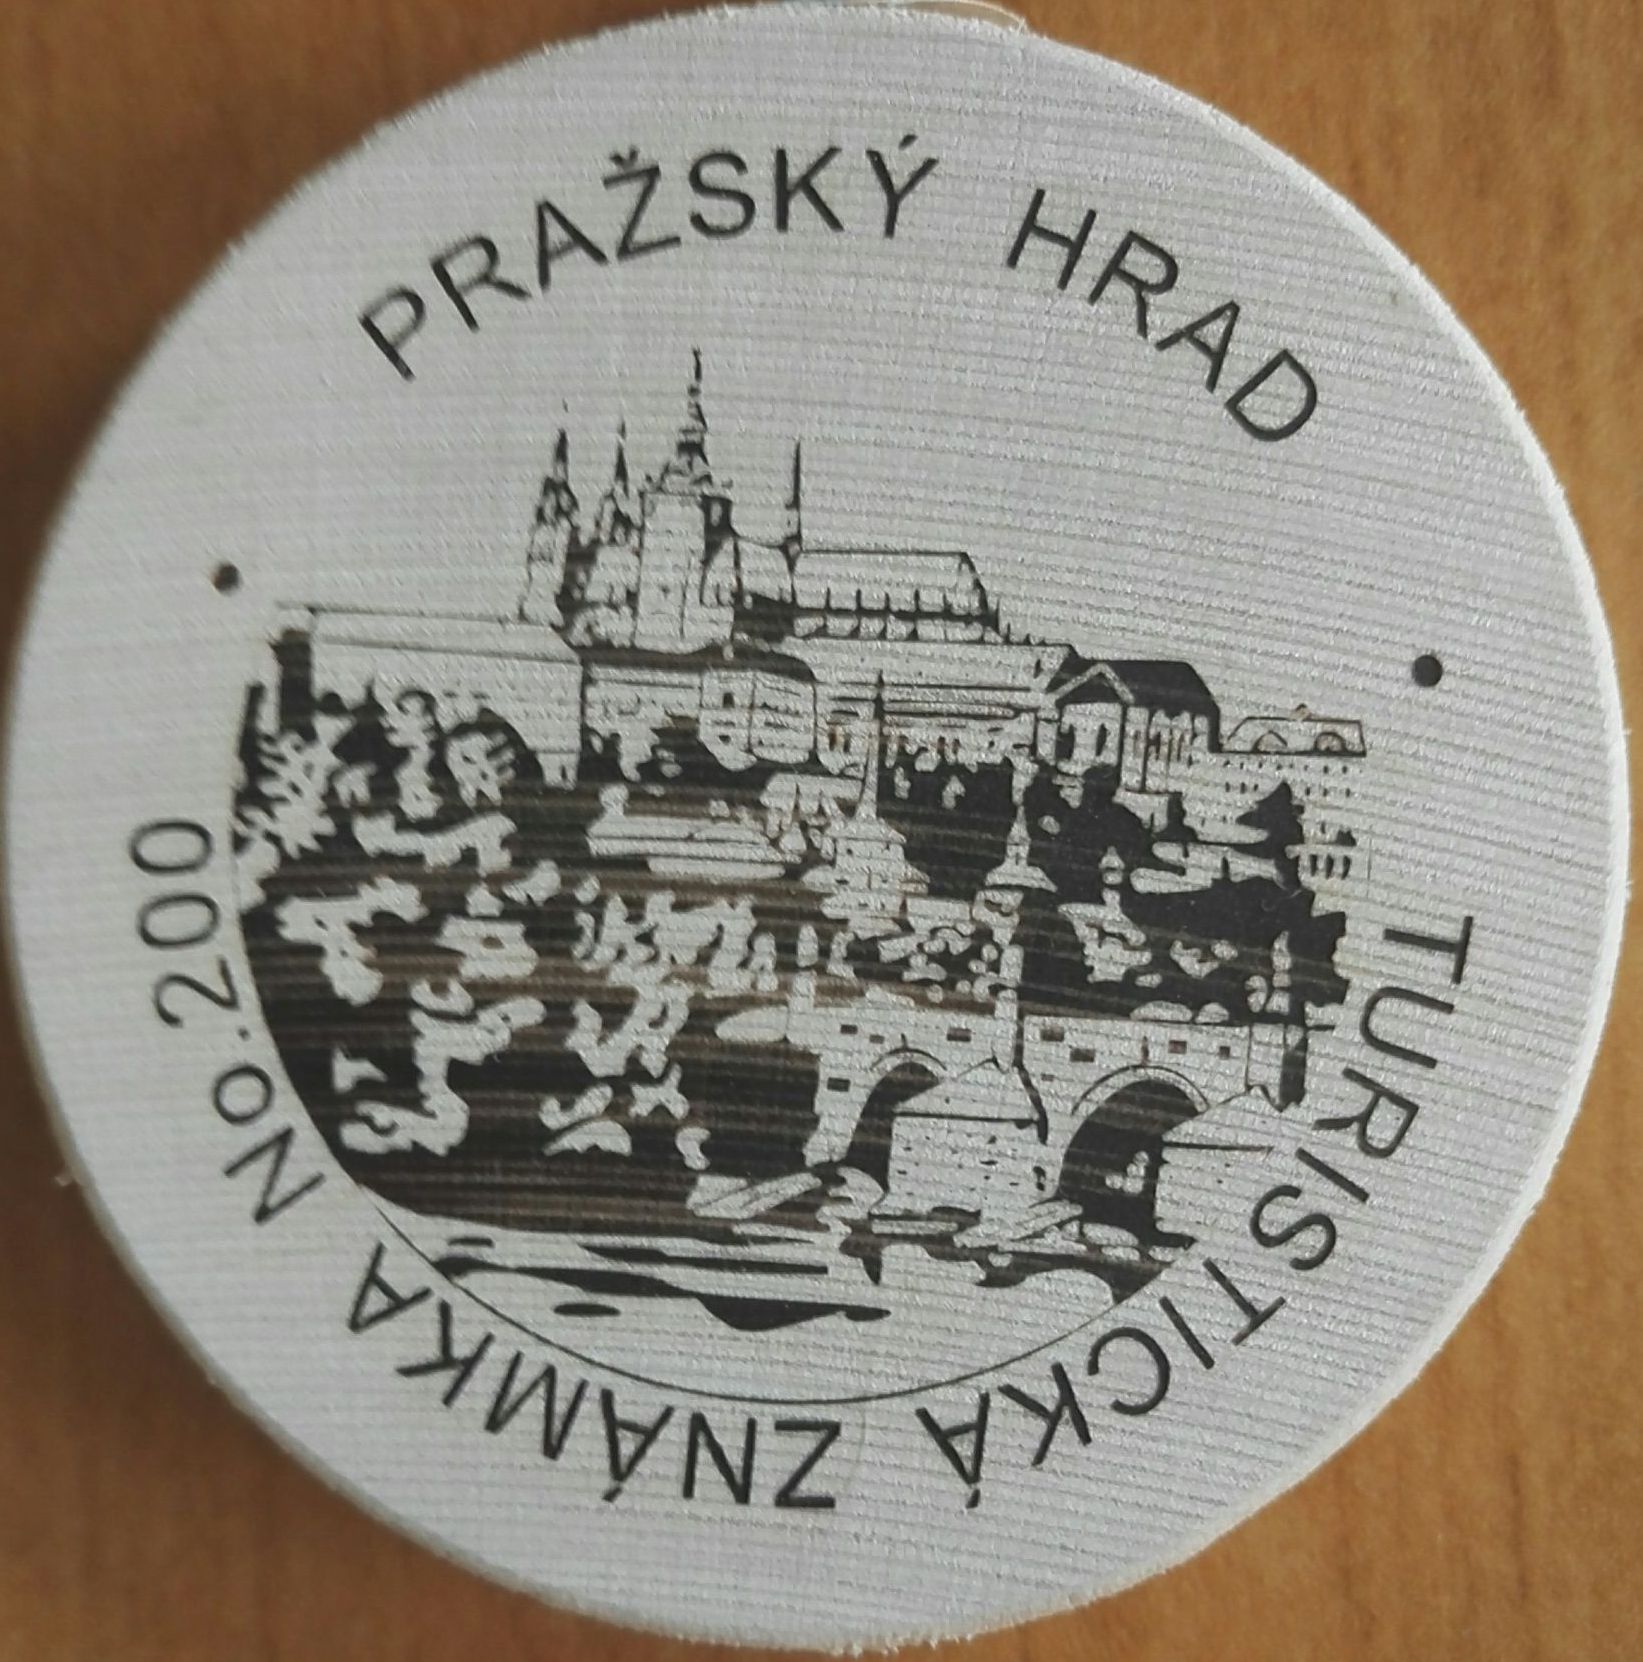 PRAŽSKÝ HRAD
TURISTICKÁ ZNÁMKA No.200